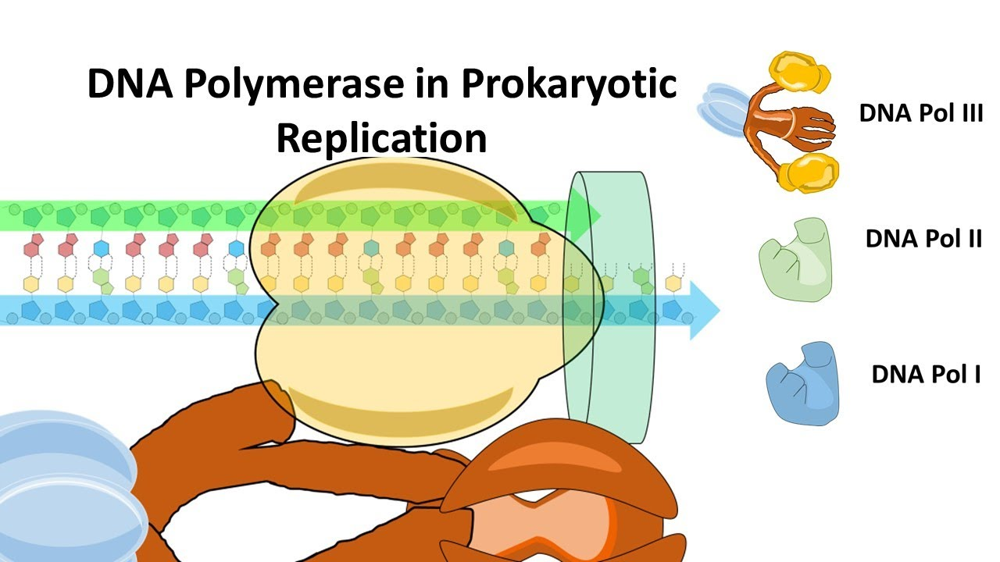 DNA Polymerase in Prokaryotic
Replication
DNA Pol III
DNA Pol II
DNA Pol I